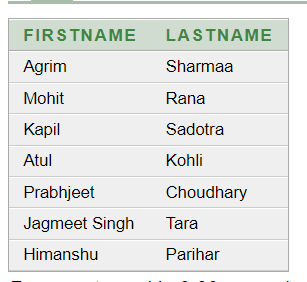 FIRSTNAME LASTNAME
Agrim Sharmaa
Mohit Rana
Kapil Sadotra
Atul Kohli
Prabhjeet Choudhary
Jagmeet Singh Tara
Himanshu Parihar